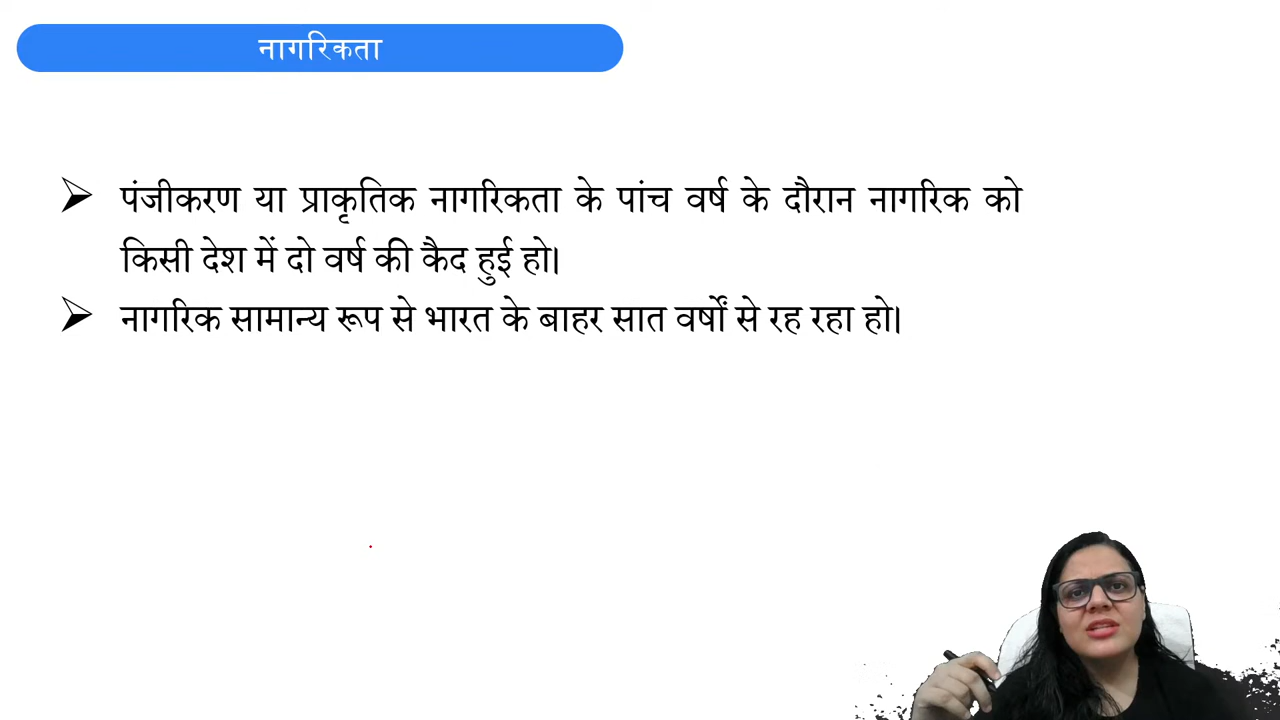 नागरिकता
पंजीकरण या प्राकृतिक नागरिकता के पांच वर्ष के दौरान नागरिक को
किसी देश में दो वर्ष की कैद हुई हो।
नागरिक सामान्य रूप से भारत के बाहर सात वर्षों से रह रहा हो।